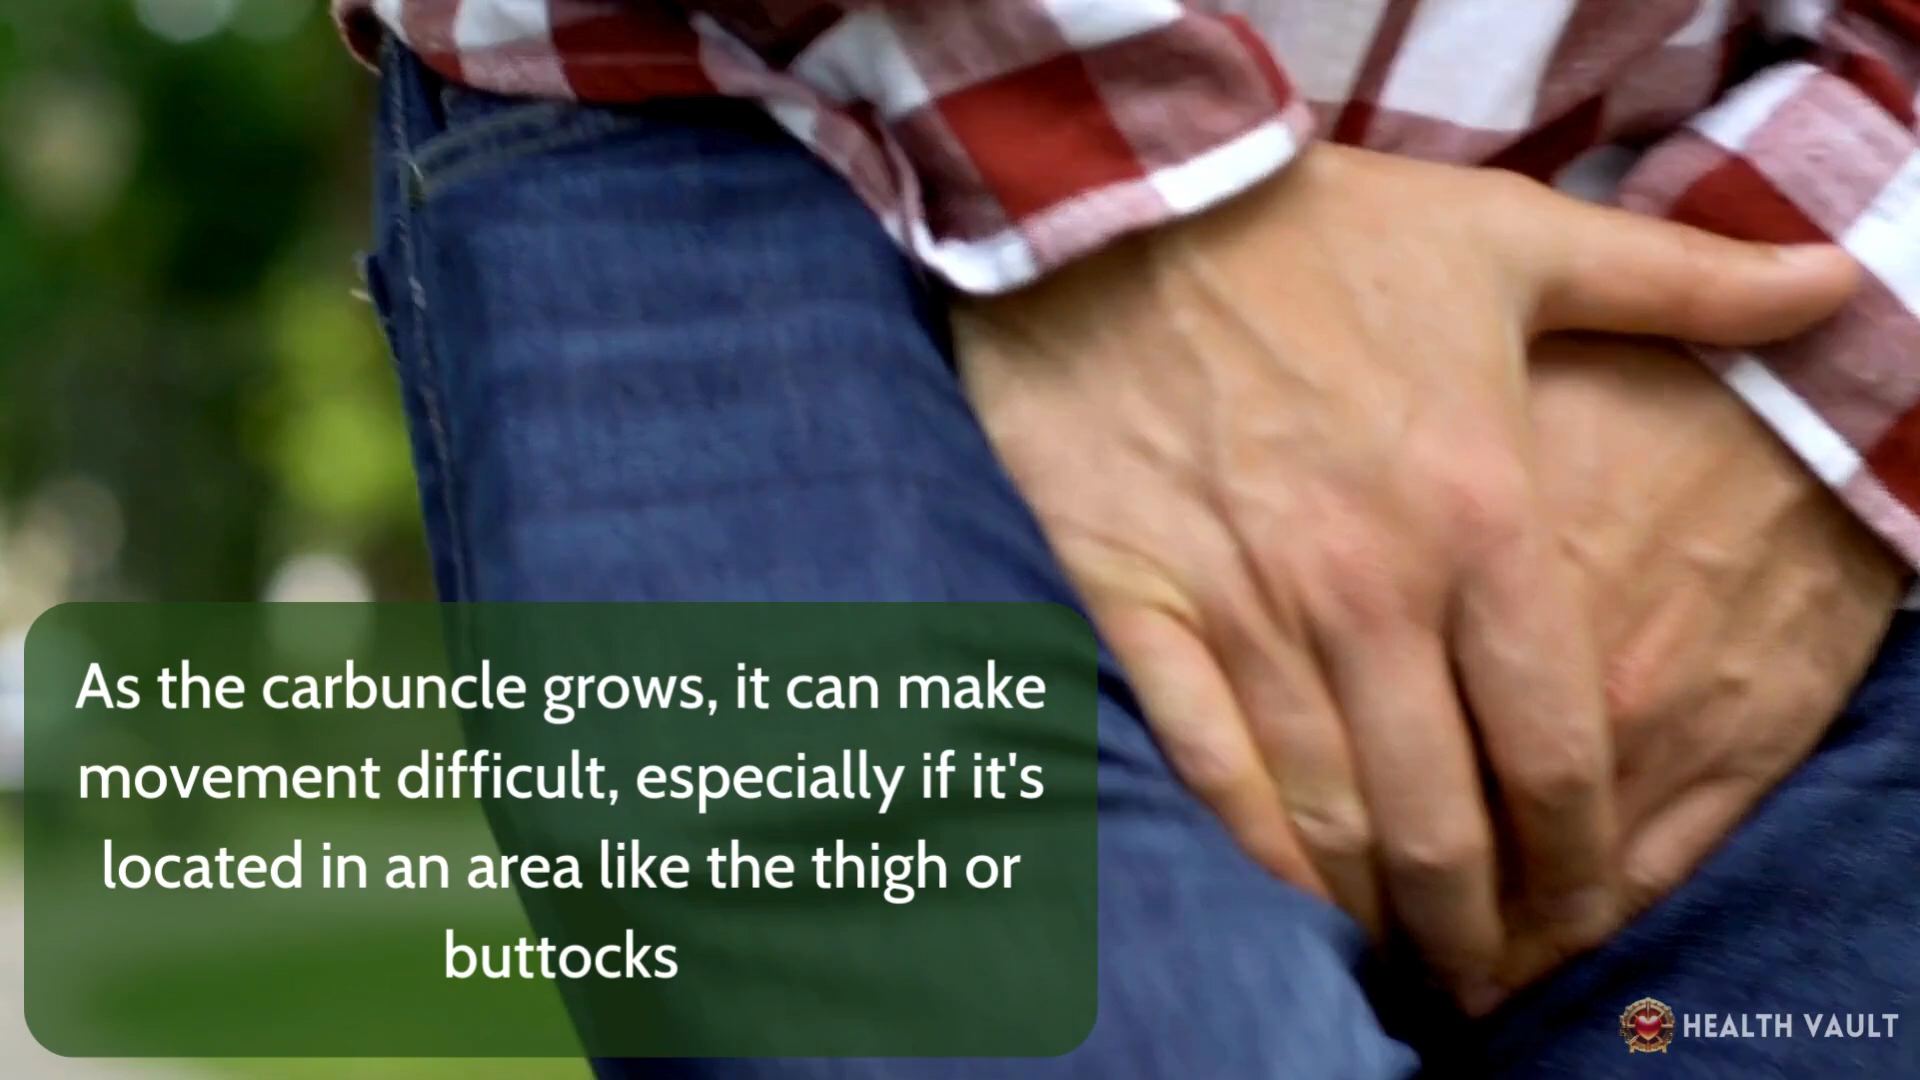 As the carbuncle grows, it can make
movement difficult, especially if it's
located in an area like the thigh or
buttocks
HEALTH VAULT